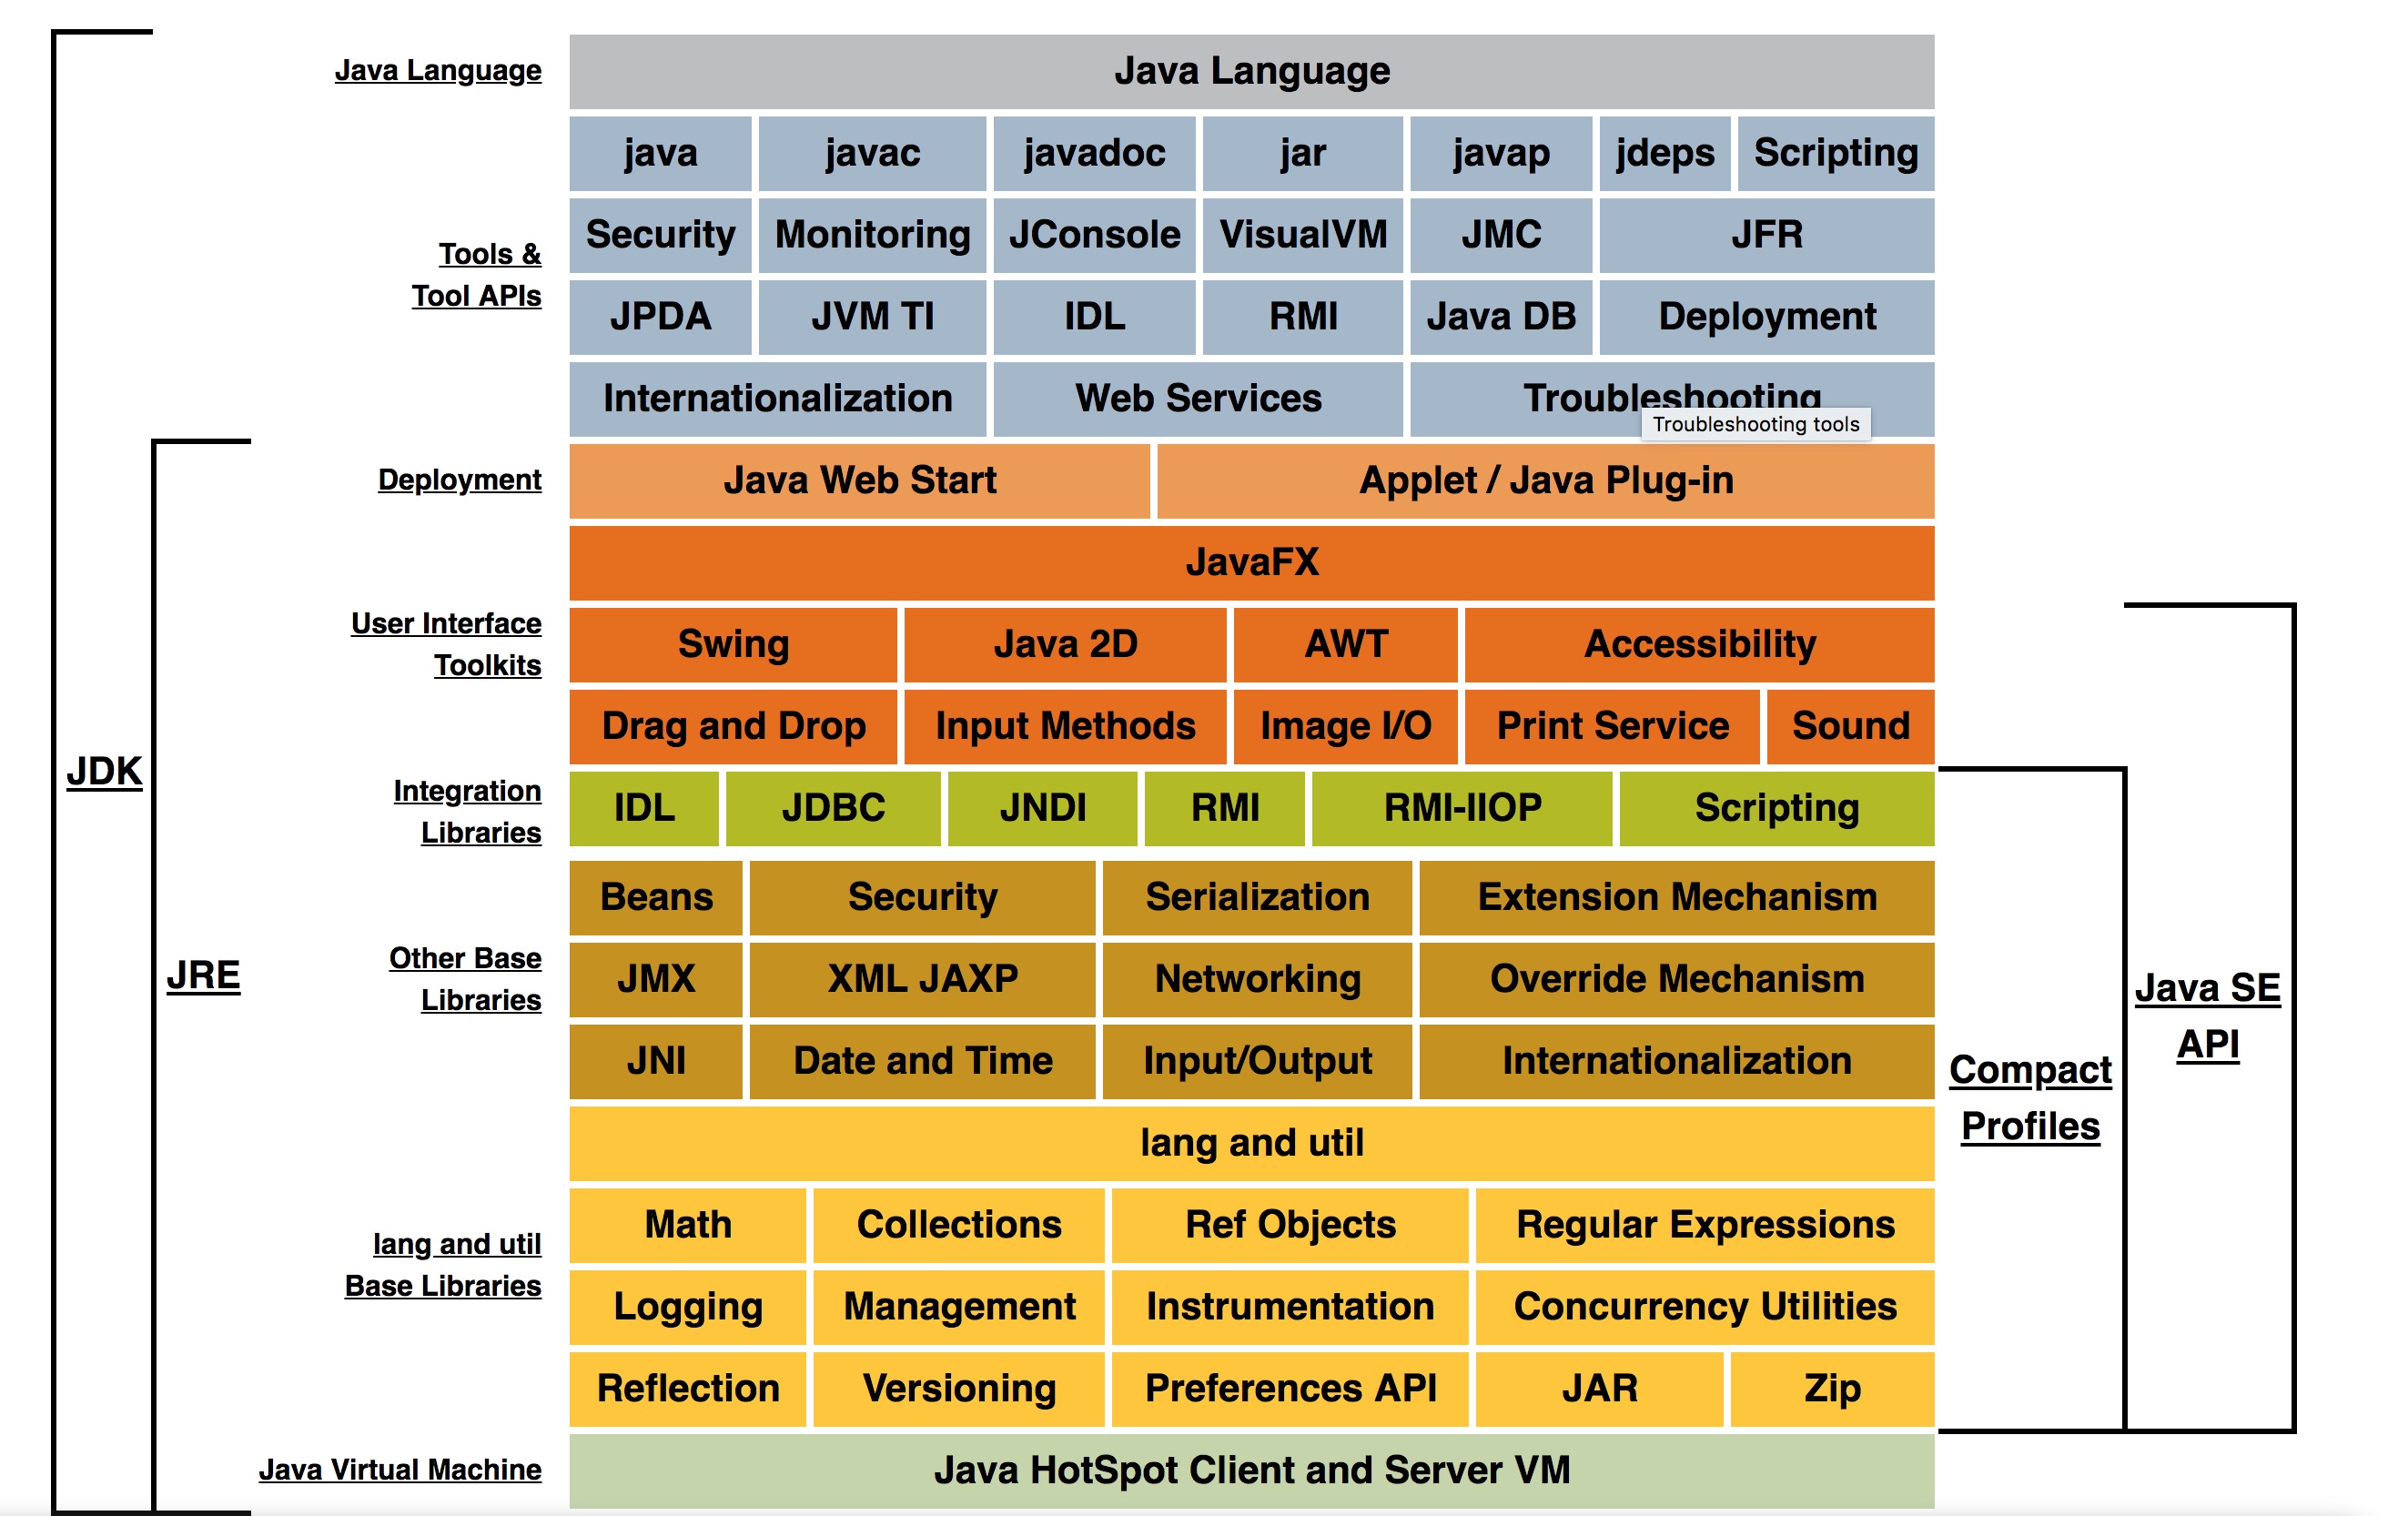 Java Language
Java Language
java javac javadoc jar javap jdeps Scripting
Tools &
Tool APIs
Security Monitoring JConsole VisualVM JMC JFR
JPDA JVM TI IDL RMI Java DB Deployment
Internationalization Web Services Troubleshooting
Troubleshooting tools
Deployment
Java Web Start Applet / Java Plug-in
JavaFX
User Interface
Toolkits
Swing Java 2D AWT Accessibility
Drag and Drop Input Methods Image I/O Print Service Sound
JDK
Integration
Libraries
IDL JDBC JNDI RMI RMI-IIOP Scripting
Beans Security Serialization Extension Mechanism
JRE
Other Base
Libraries
JMX XML JAXP Networking Override Mechanism
JNI Date and Time Input/Output Internationalization
Java SE
API
Compact
Profiles
lang and util
lang and util
Base Libraries
Math Collections Ref Objects Regular Expressions
Logging Management Instrumentation Concurrency Utilities
Reflection Versioning Preferences API JAR Zip
Java Virtual Machine
Java HotSpot Client and Server VM